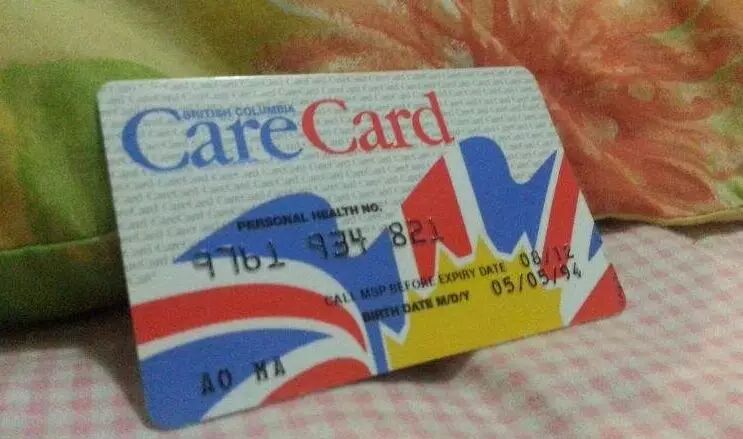 BRITISH COLUMBIA
CareCard
PERSONAL HEALTH NO.
9761 934 821
CALL MSP BEFORE EXPIRY DATE 08/12
BIRTH DATE M/D/Y 05/05/94
AO MA